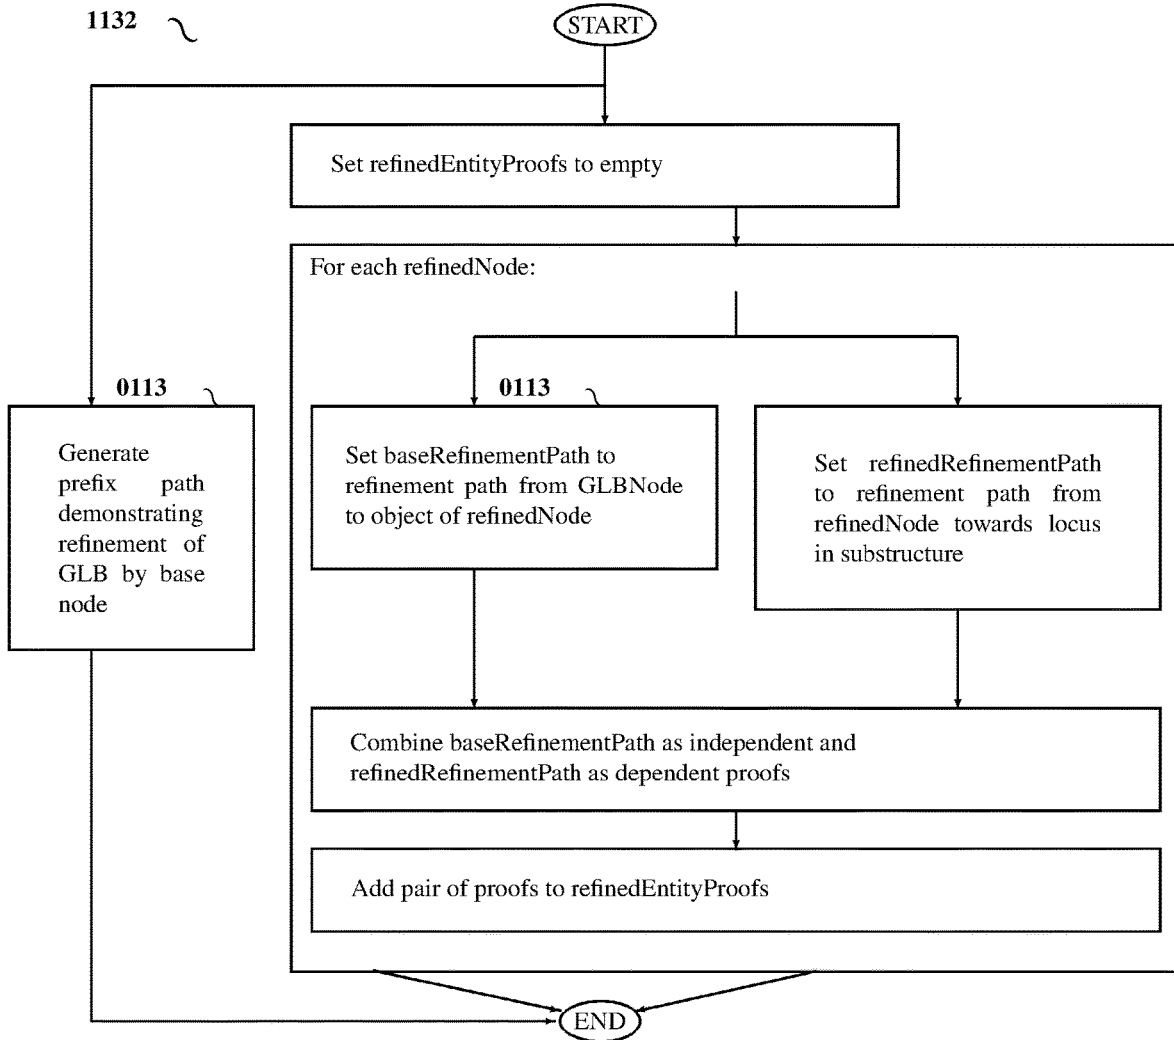 1132
START
Set refinedEntityProofs to empty
For each refinedNode:
0113
Generate
prefix path
demonstrating
refinement of
GLB by base
node
0113
Set baseRefinementPath to
refinement path from GLBNode
to object of refinedNode
Set refinedRefinementPath
to refinement path from
refinedNode towards locus
in substructure
Combine baseRefinementPath as independent and
refinedRefinementPath as dependent proofs
Add pair of proofs to refinedEntityProofs
END